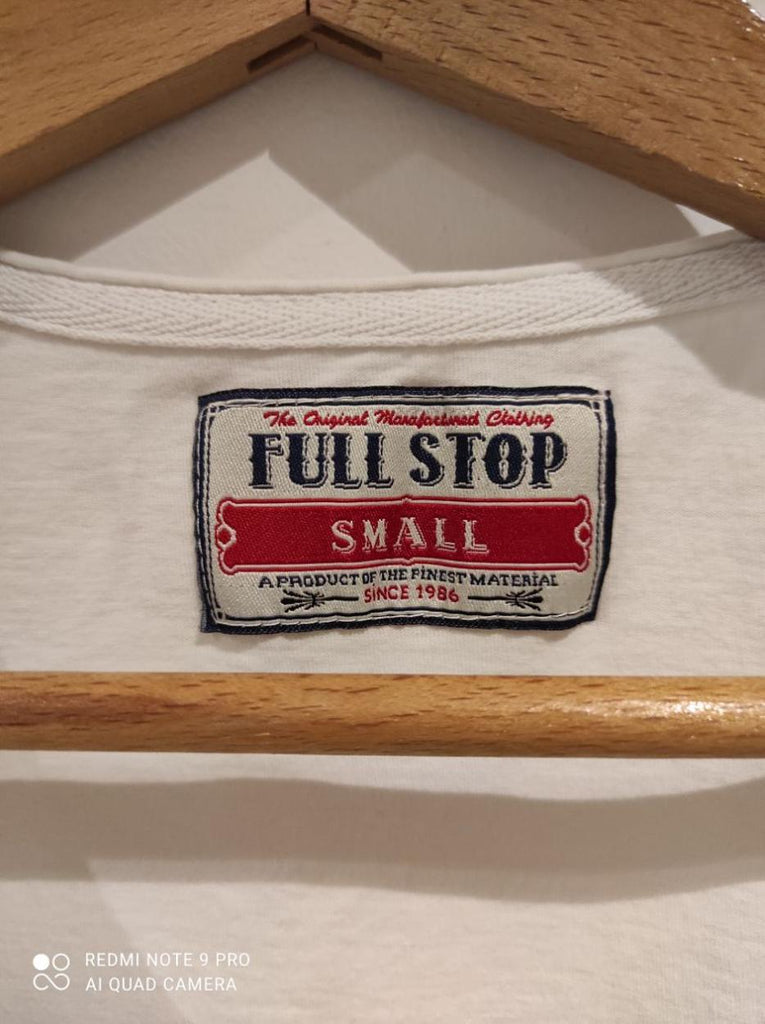 The Original Manufactured Clothing
FULL STOP
SMALL
A PRODUCT OF THE FINEST MATERIAL
SINCE 1986
REDMI NOTE 9 PRO
AI QUAD CAMERA